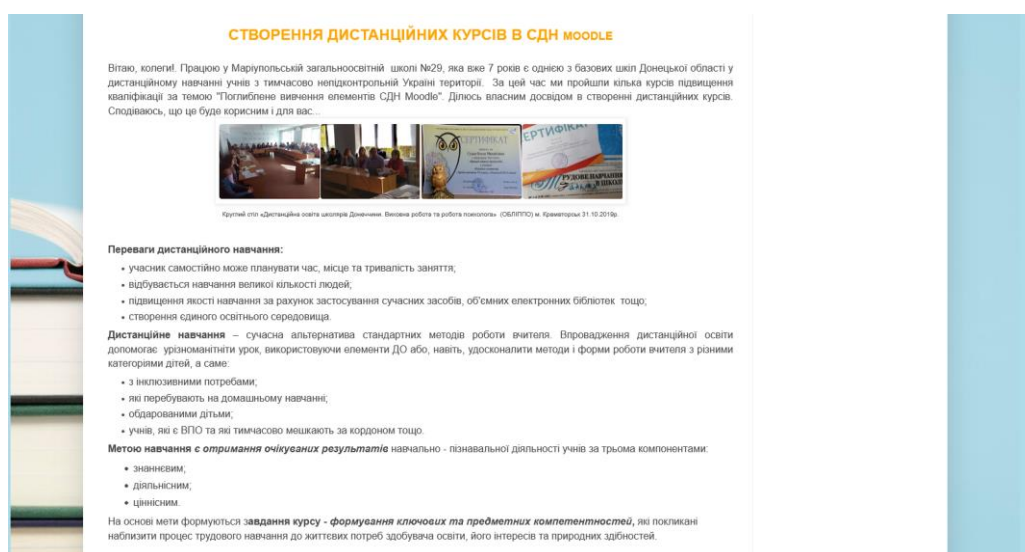 СТВОРЕННЯ ДИСТАНЦІЙНИХ КУРСІВ В СДН MOODLE
Вітаю, колеги!. Працюю у Маріупольській загальноосвітній школі №29, яка вже 7 років є однією з базових шкіл Донецької області у
дистанційному навчанні учнів з тимчасово непідконтрольній Україні території. За цей час ми пройшли кілька курсів підвищення
кваліфікації за темою "Поглиблене вивчення елементів СДН Moodle". Ділюсь власним досвідом в створенні дистанційних курсів.
Сподіваюсь, що це буде корисним і для вас...
СЕРТИФІКАТ
ЕРТИФІКА
РУДОВЕ НАВЧАННЯ
В ШКОЛ
Круглий стіл «Дистанційна освіта школярів Донеччини. Виховна робота та робота психолога» (ОБЛІППО) м. Краматорськ 31.10.2019р.
Переваги дистанційного навчання:
• учасник самостійно може планувати час, місце та тривалість заняття;
• відбувається навчання великої кількості людей;
• підвищення якості навчання за рахунок застосування сучасних засобів, об'ємних електронних бібліотек тощо;
• створення єдиного освітнього середовища.
Дистанційне навчання – сучасна альтернатива стандартних методів роботи вчителя. Впровадження дистанційної освіти
допомогає урізноманітніти урок, використовуючи елементи ДО або, навіть, удосконалити методи і форми роботи вчителя з різними
категоріями дітей, а саме:
• з інклюзивними потребами;
• які перебувають на домашньому навчанні;
• обдарованими дітьми;
• учнів, які є ВПО та які тимчасово мешкають за кордоном тощо.
Метою навчання є отримання очікуваних результатів навчально - пізнавальної діяльності учнів за трьома компонентами:
• знаннєвим;
• діяльнісним;
• ціннісним.
На основі мети формуються завдання курсу - формування ключових та предметних компетентностей, які покликані
наблизити процес трудового навчання до життєвих потреб здобувача освіти, його інтересів та природних здібностей.